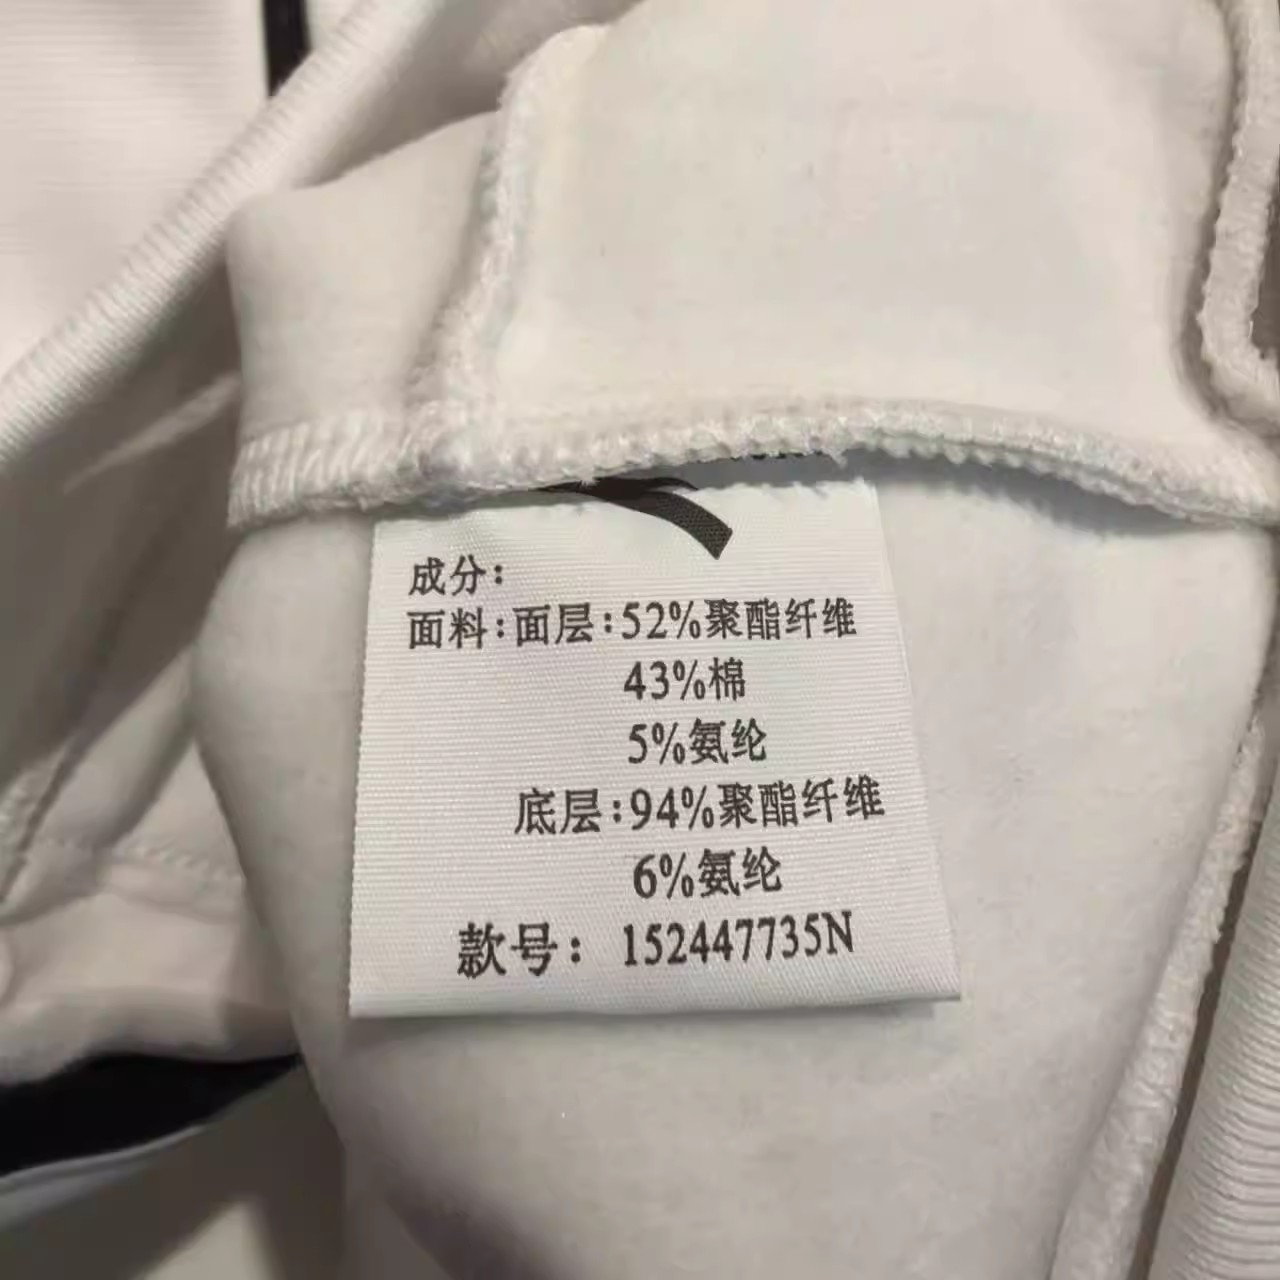 成分：
面料：面层：52%聚酯纤维
43%棉
5%氨纶
底层：94%聚酯纤维
6%氨纶
款号： 152447735N